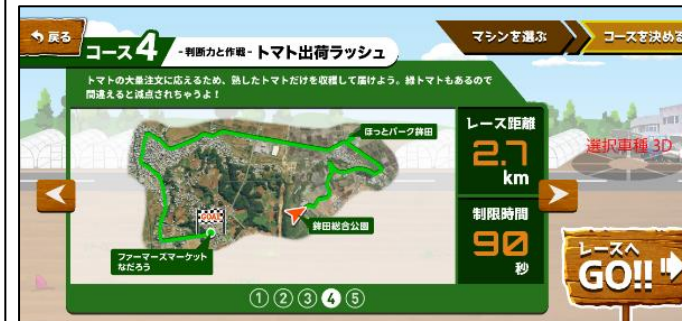 戻る
コース4 -判断力と作戦- トマト出荷ラッシュ
マシンを選ぶ
コースを決める
トマトの大量注文に応えるため、熟したトマトだけを収穫して届けよう。緑トマトもあるので
間違えると減点されちゃうよ！
ほっとパーク鉾田
鉾田総合公園
GOAL
ファーマーズマーケット
なだろう
レース距離
2.7
km
制限時間
90
秒
選択車種 3D
レースへ
GO!!
1 2 3 4 5